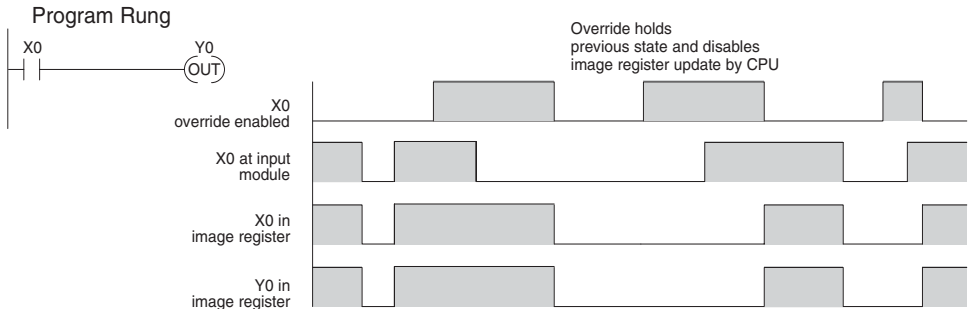 Program Rung
X0
Y0
OUT
Override holds
previous state and disables
image register update by CPU
X0
override enabled
X0 at input
module
X0 in
image register
Y0 in
image register